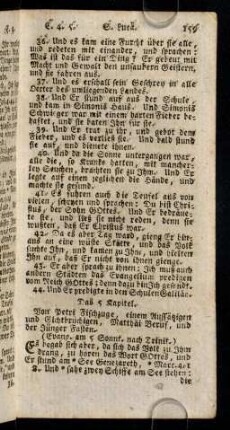 C. 4. 5. S. Lucä. 156
36. Und es kam eine Furcht über sie alle,
und redeten mit einander, und sprachen:
Was ist das für ein Ding? Er gebeut mit
Macht und Gewalt den unsaubern Geistern,
und sie fahren aus.
37. Und es erschall sein Geschrey in alle
Oerter des umliegenden Landes.
38. Und Er stund auf aus der Schule,
und kam in Simonis Haus. Und Simonis
Schwieger war mit einem harten Fieber be-
haftet, und sie baten Ihn für sie.
39. Und Er trat zu ihr, und gebot dem
Fieber, und es verließ sie. Und bald stund
sie auf, und dienete ihnen.
40. Und da die Sonne untergangen war,
alle die, so Kranke hatten, mit mancher-
ley Seuchen, brachten sie zu Ihm. Und Er
legete auf einen jeglichen die Hände, und
machte sie gesund.
41. Es fuhren auch die Teufel aus von
vielen, schryen und sprachen: Du bist Chri-
stus, der Sohn GOttes. Und Er bedräue-
te sie, und ließ sie nicht reden, denn sie
wußten, daß Er Christus war.
42. Da es aber Tag ward, gieng Er hin-
aus an eine wüste Stätte, und das Volk
suchte Ihn, und kamen zu Ihm, und hielten
ihn auf, daß Er nicht von ihnen gienge.
43. Er aber sprach zu ihnen: Ich muß auch
andern Städten das Evangelium predigen
vom Reich GOttes; denn dazu bin Ich gesandt.
44. Und Er predigte in den Schulen Galiläa.
Das 5 Kapitel.
Von Petri Fischzuge, einem Aussätzigen
und Gichtbrüchigen, Matthäi Beruf, und
der Jünger Fasten.
(Evang. am 5 Sonnt. nach Trinit.)
Es begab sich aber, da sich das Volk zu Ihm
drang, zu hören das Wort GOttes, und
Er stund am * See Genezareth, * Marc. 4, 1
2. Und * sahe zwey Schiffe am See stehen;
die